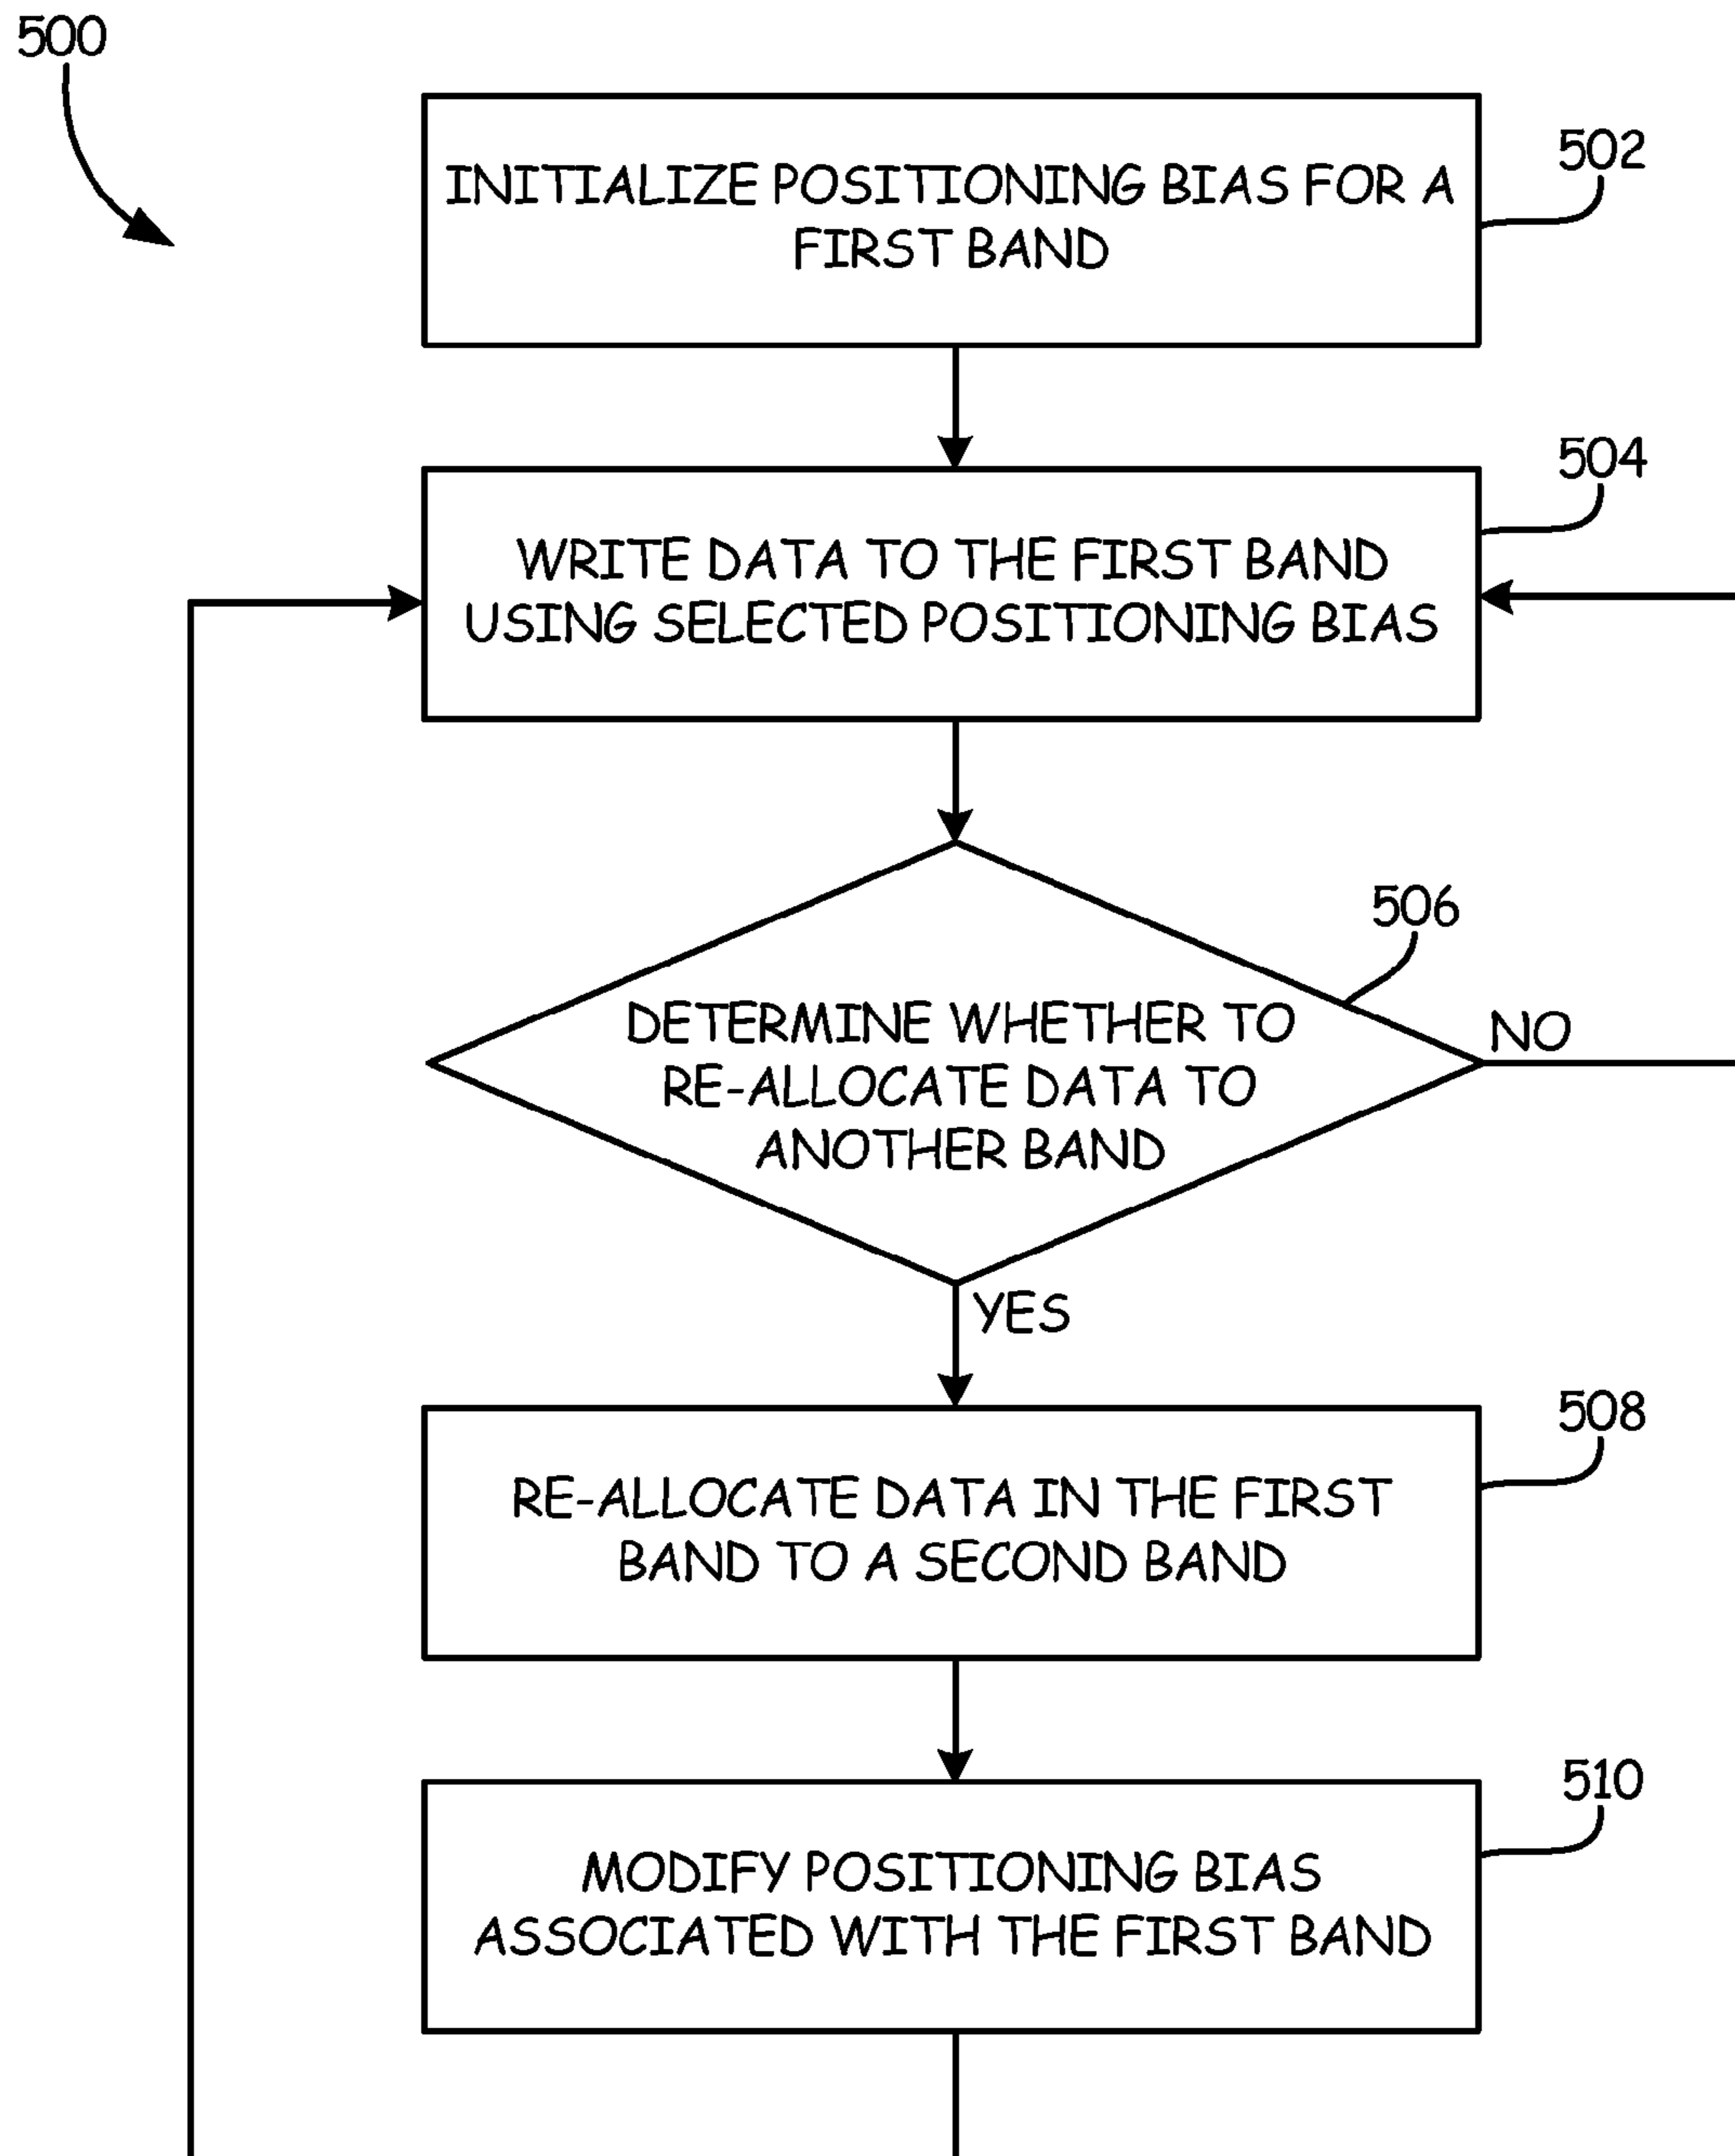 500
INITIALIZE POSITIONING BIAS FOR A
FIRST BAND
502
WRITE DATA TO THE FIRST BAND
USING SELECTED POSITIONING BIAS
504
DETERMINE WHETHER TO
RE-ALLOCATE DATA TO
ANOTHER BAND
506
NO
YES
RE-ALLOCATE DATA IN THE FIRST
BAND TO A SECOND BAND
508
MODIFY POSITIONING BIAS
ASSOCIATED WITH THE FIRST BAND
510